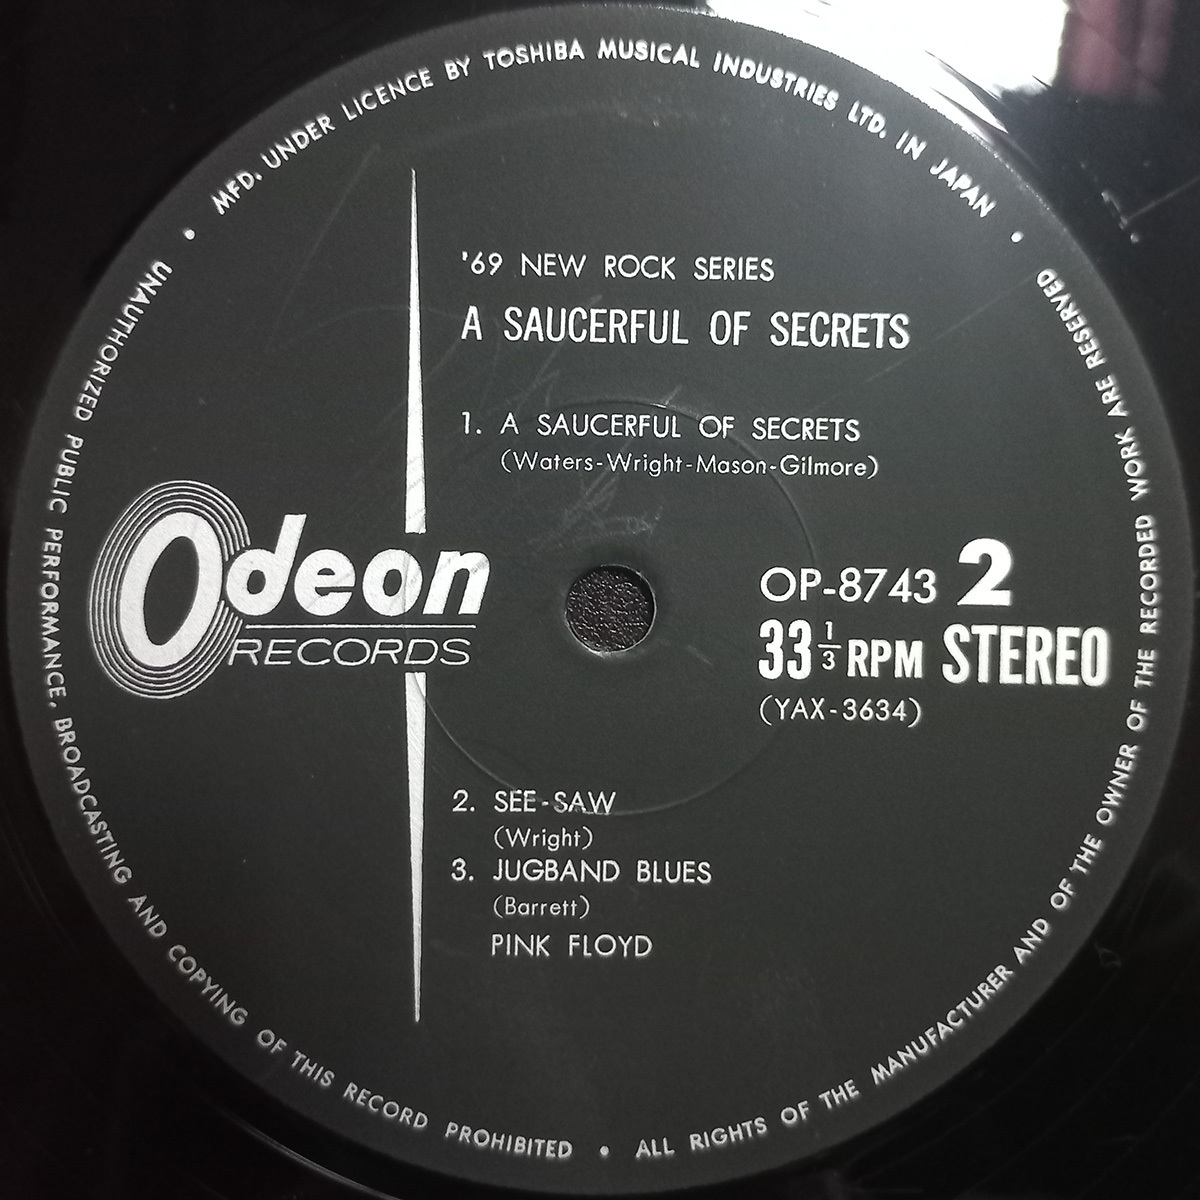 MFD. UNDER LICENCE BY TOSHIBA MUSICAL INDUSTRIES LTD. IN JAPAN •
'69 NEW ROCK SERIES
A SAUCERFUL OF SECRETS
1. A SAUCERFUL OF SECRETS
(Waters-Wright-Mason-Gilmore)
Odeon
RECORDS
OP-8743 2
33 1/3 RPM STEREO
(YAX-3634)
2. SEE-SAW
(Wright)
3. JUGBAND BLUES
(Barrett)
PINK FLOYD
• UNAUTHORIZED PUBLIC PERFORMANCE, BROADCASTING AND COPYING OF THIS RECORD PROHIBITED • ALL RIGHTS OF THE MANUFACTURER AND OF THE OWNER OF THE RECORDED WORK ARE RESERVED